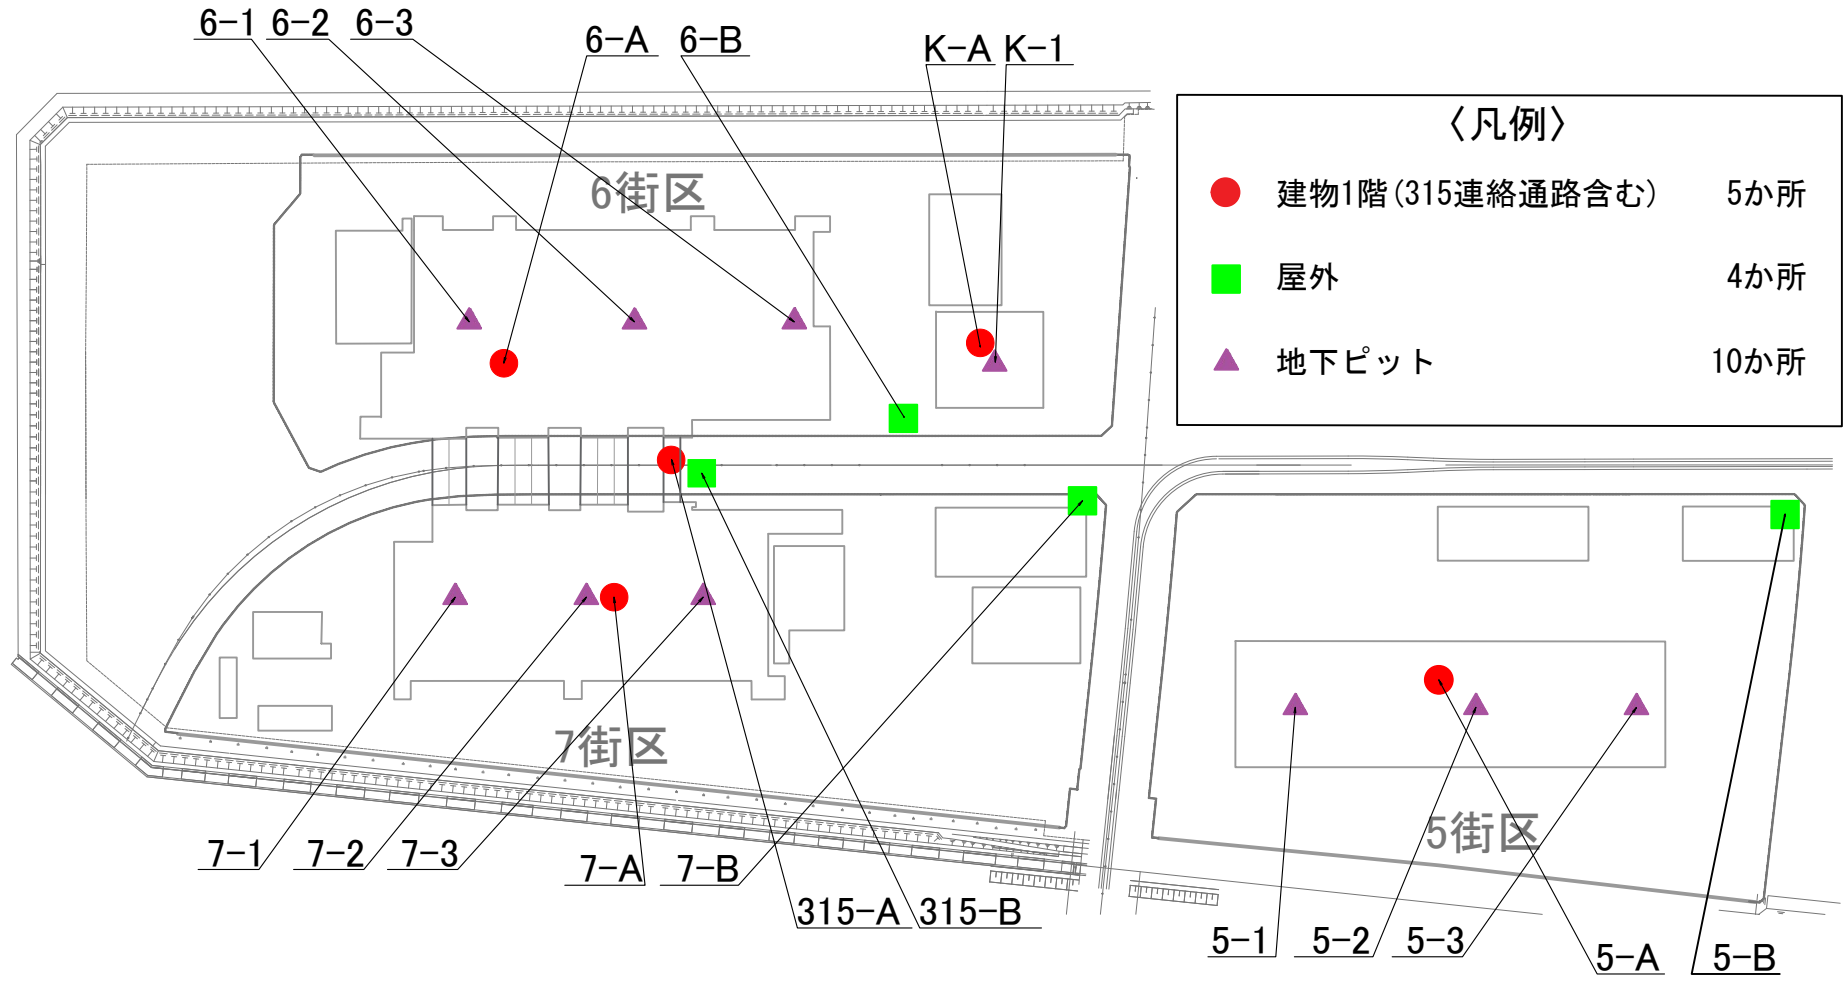 6-1 6-2 6-3
6-A 6-B K-A K-1
〈凡例〉
建物1階(315連絡通路含む) 5か所
屋外 4か所
地下ピット 10か所
6街区
7街区
5街区
7-1 7-2 7-3 7-A 7-B
315-A 315-B
5-1 5-2 5-3 5-A 5-B